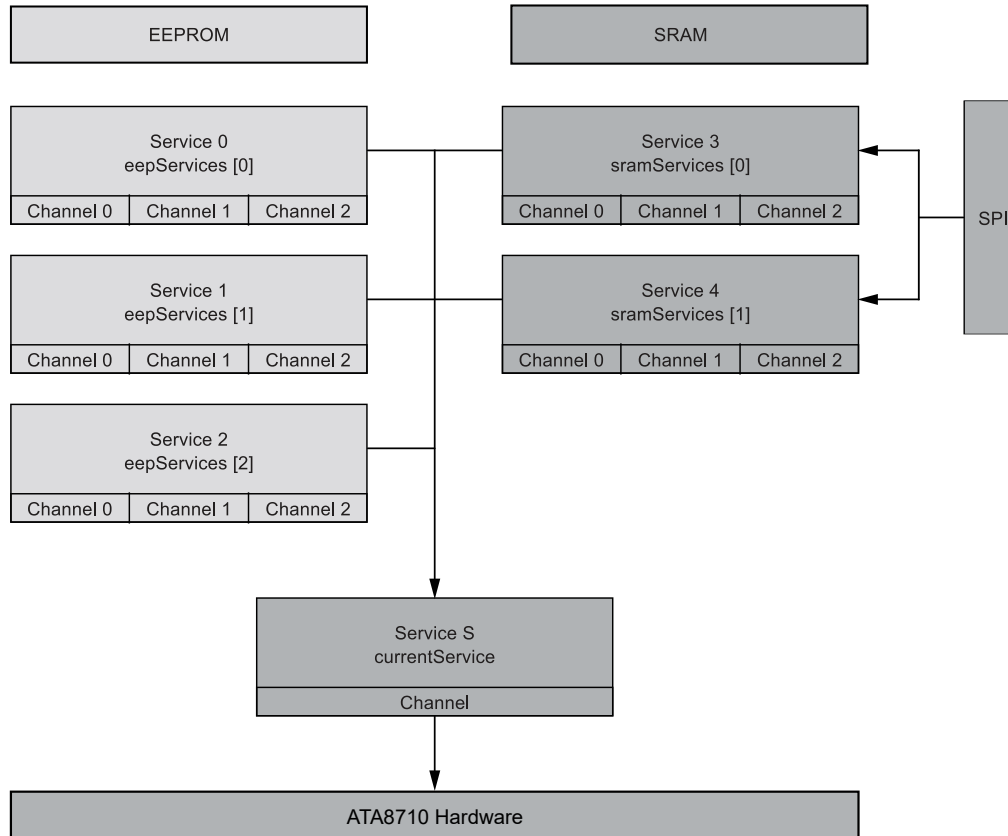 EEPROM
SRAM
Service 0
eepServices [0]
Channel 0 Channel 1 Channel 2
Service 3
sramServices [0]
Channel 0 Channel 1 Channel 2
SPI
Service 1
eepServices [1]
Channel 0 Channel 1 Channel 2
Service 4
sramServices [1]
Channel 0 Channel 1 Channel 2
Service 2
eepServices [2]
Channel 0 Channel 1 Channel 2
Service S
currentService
Channel
ATA8710 Hardware